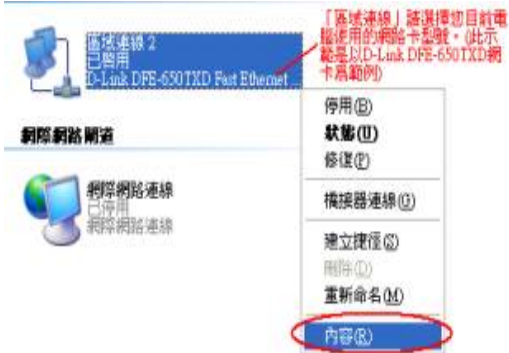 區域連線 2
已啓用
D-Link DFE-650TXD Fast Ethernet...
「區域連線」請選擇您目前電
腦使用的網路卡型號。(此示
範是以D-Link DFE-650TXD網
卡爲範例)
停用(B)
狀態(U)
修復(P)
橋接器連線(G)
建立捷徑(S)
刪除(D)
重新命名(M)
內容(R)
網際網路閘道
網際網路連線
已停用
網際網路連線